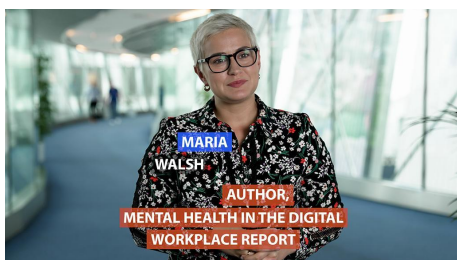 MARIA
WALSH
AUTHOR,
MENTAL HEALTH IN THE DIGITAL
WORKPLACE REPORT